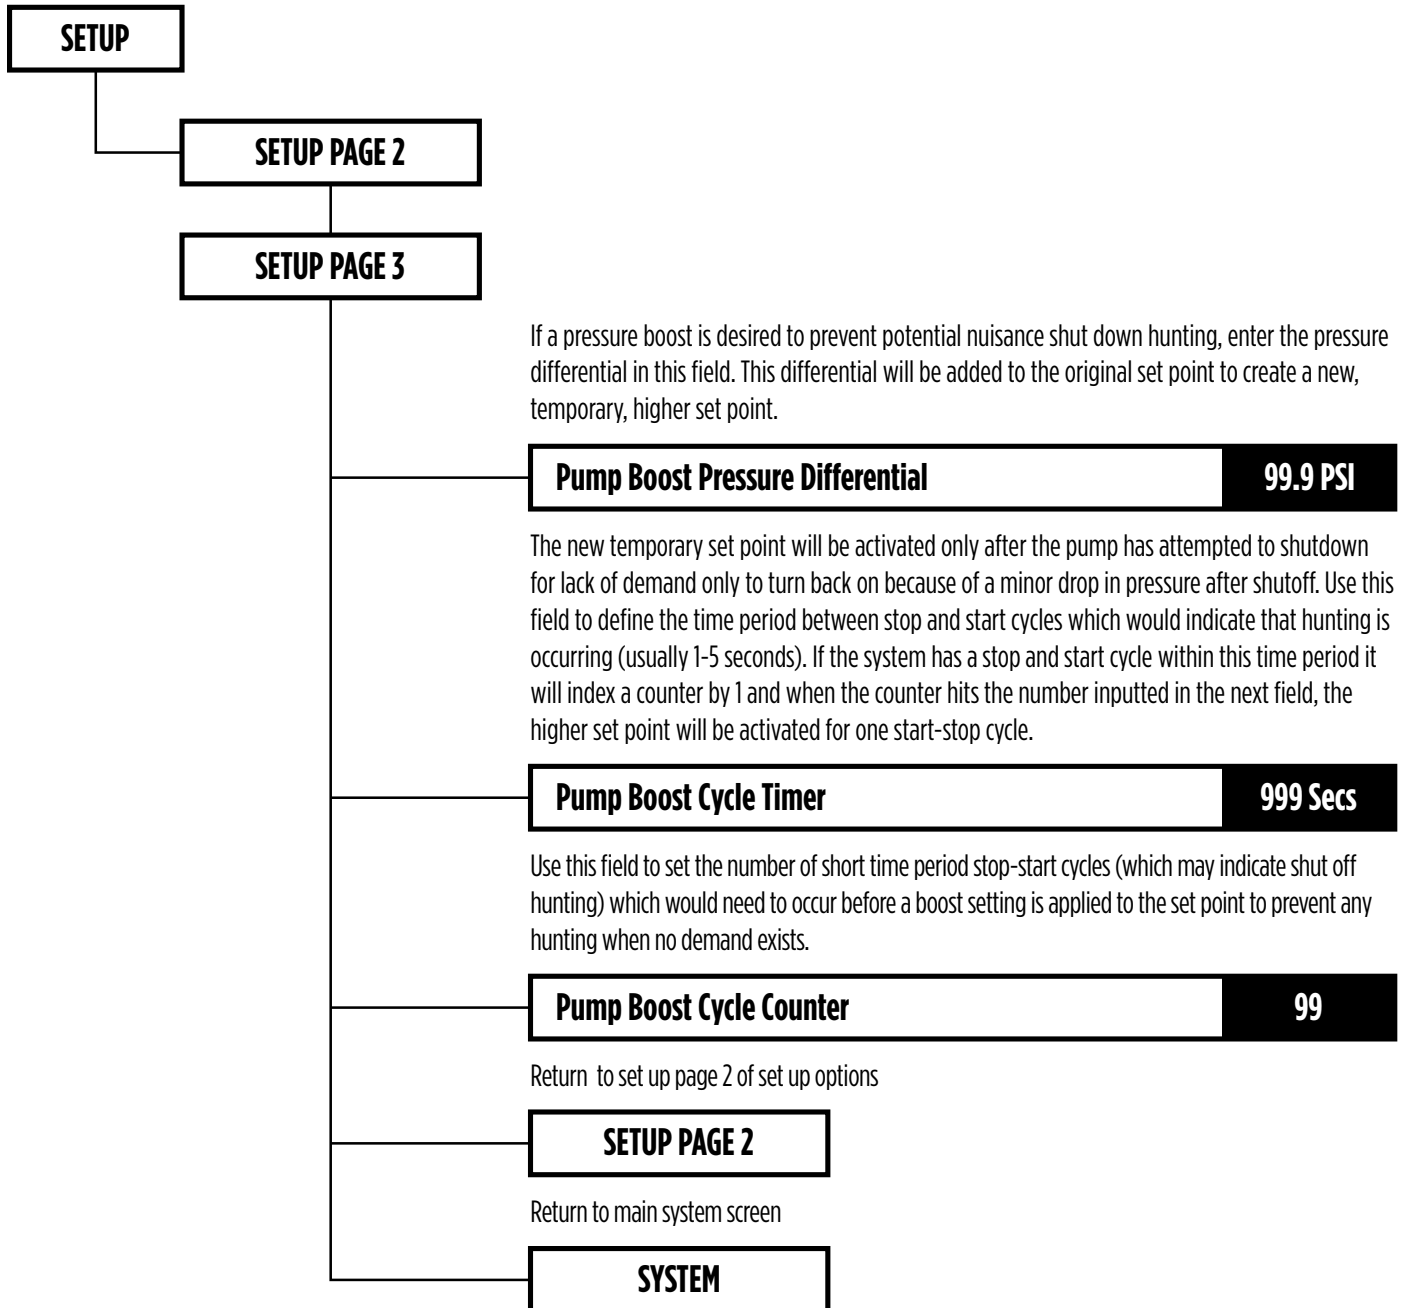 SETUP
SETUP PAGE 2
SETUP PAGE 3
If a pressure boost is desired to prevent potential nuisance shut down hunting, enter the pressure
differential in this field. This differential will be added to the original set point to create a new,
temporary, higher set point.
Pump Boost Pressure Differential 99.9 PSI
The new temporary set point will be activated only after the pump has attempted to shutdown
for lack of demand only to turn back on because of a minor drop in pressure after shutoff. Use this
field to define the time period between stop and start cycles which would indicate that hunting is
occurring (usually 1-5 seconds). If the system has a stop and start cycle within this time period it
will index a counter by 1 and when the counter hits the number inputted in the next field, the
higher set point will be activated for one start-stop cycle.
Pump Boost Cycle Timer 999 Secs
Use this field to set the number of short time period stop-start cycles (which may indicate shut off
hunting) which would need to occur before a boost setting is applied to the set point to prevent any
hunting when no demand exists.
Pump Boost Cycle Counter 99
Return to set up page 2 of set up options
SETUP PAGE 2
Return to main system screen
SYSTEM